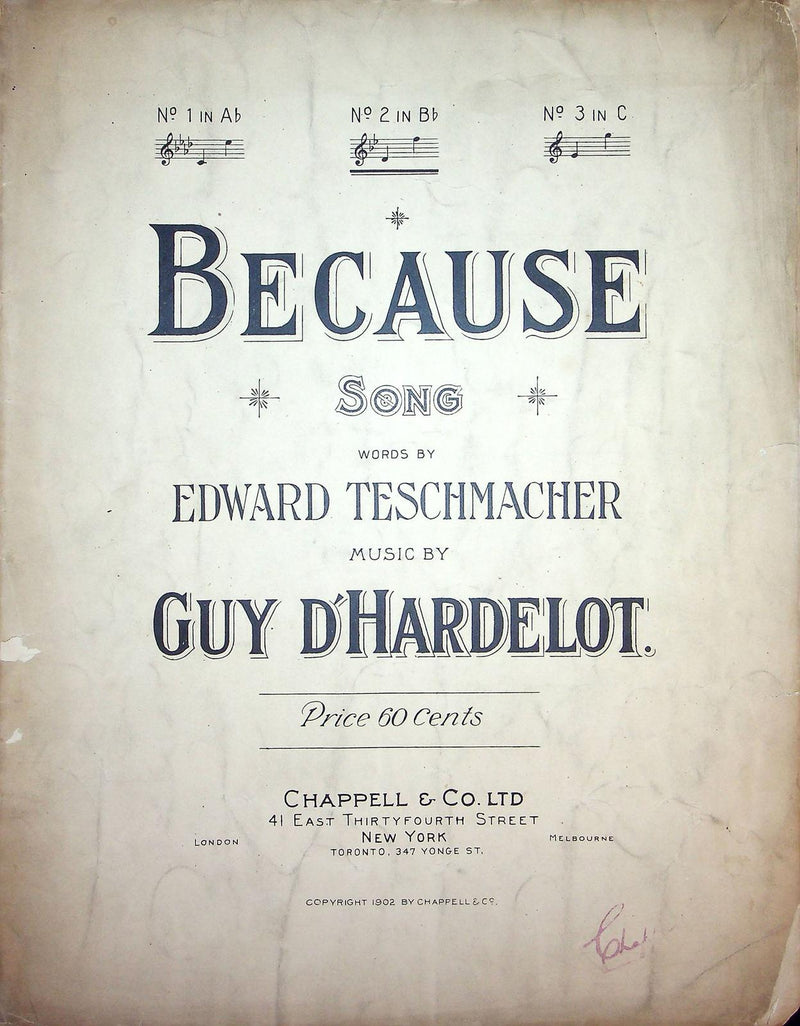 Nº 1 IN A♭ Nº 2 IN B♭ Nº 3 IN C
BECAUSE
SONG
WORDS BY
EDWARD TESCHMACHER
MUSIC BY
GUY D'HARDELOT.
Price 60 Cents
CHAPPELL & CO. LTD
41 EAST THIRTYFOURTH STREET
LONDON NEW YORK MELBOURNE
TORONTO, 347 YONGE ST.
COPYRIGHT 1902 BY CHAPPELL & Cº.